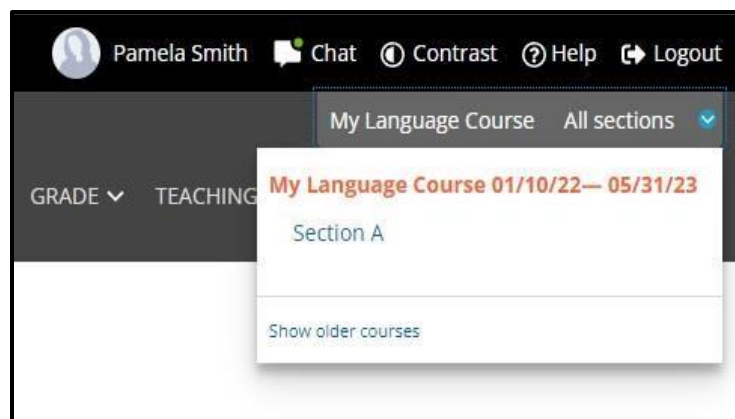 Pamela Smith Chat Contrast Help Logout
My Language Course All sections
GRADE TEACHING
My Language Course 01/10/22— 05/31/23
Section A
Show older courses